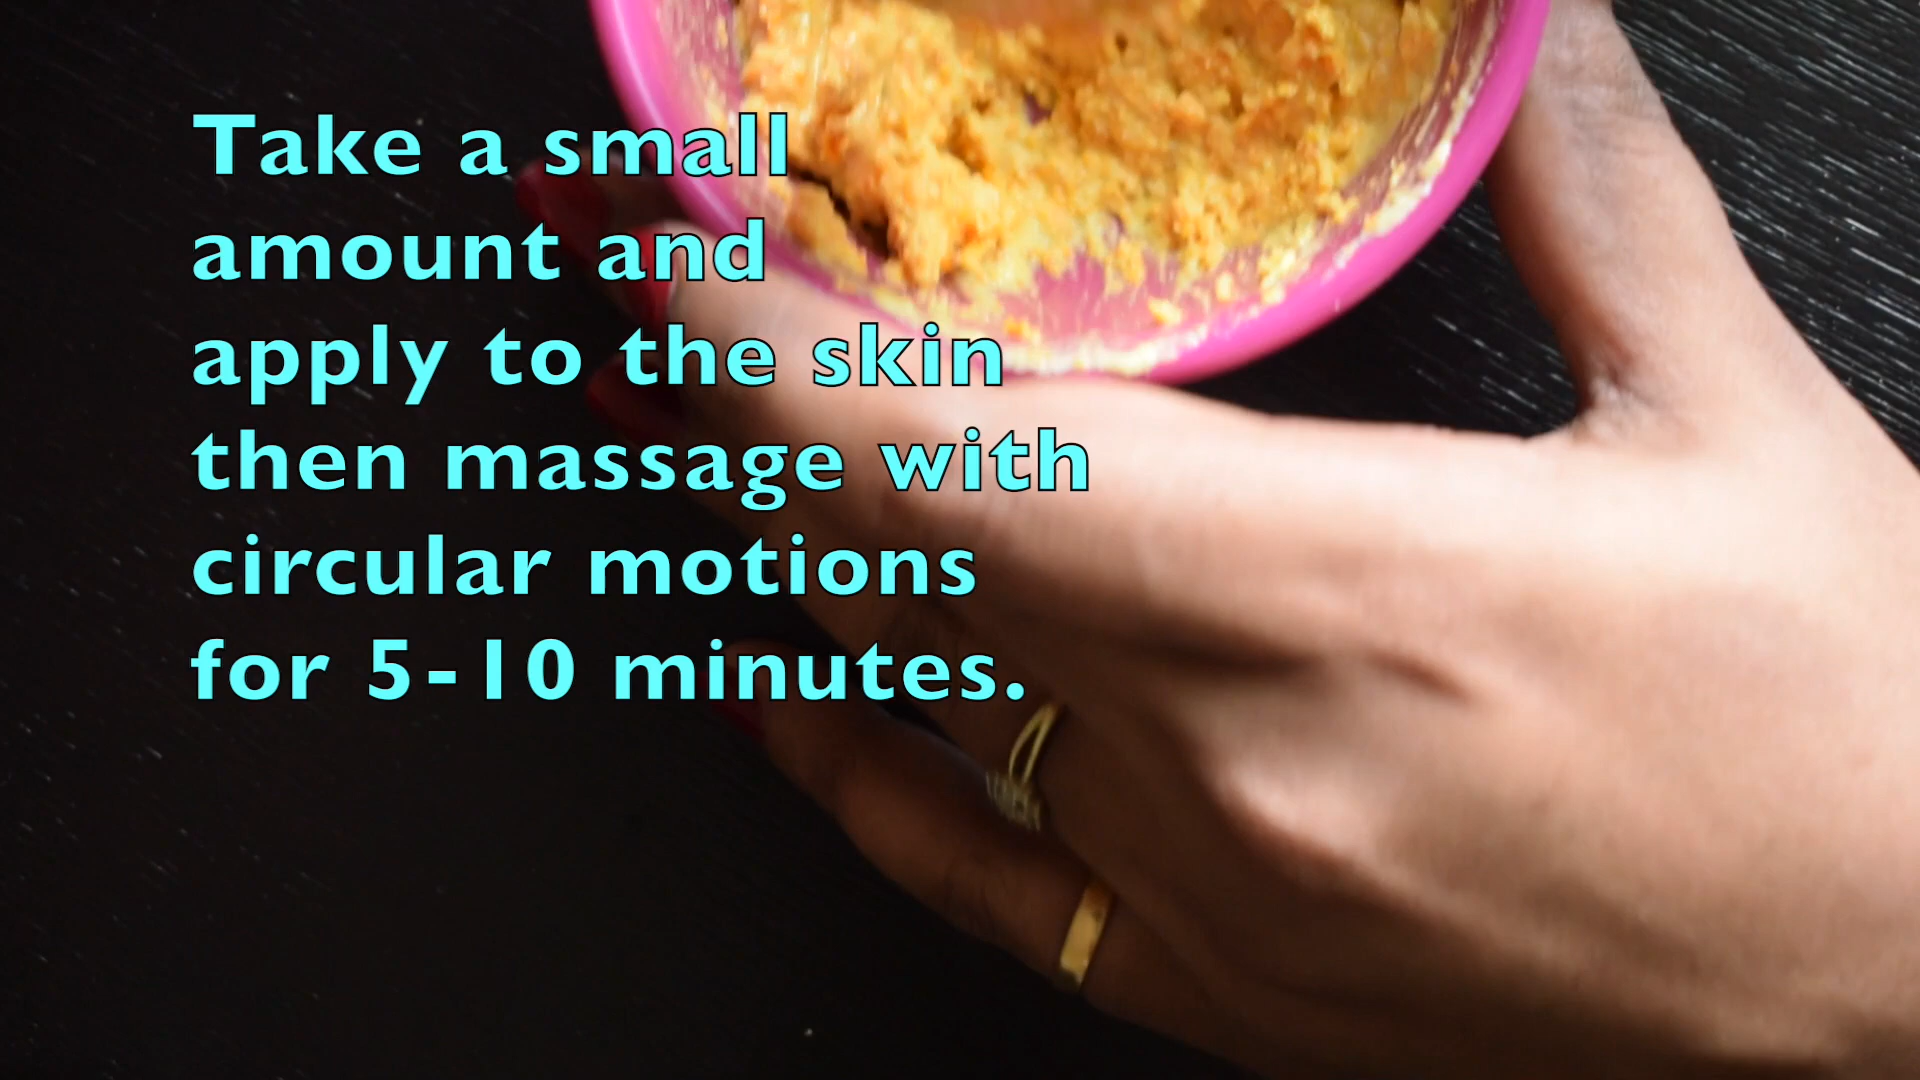 Take a small
amount and
apply to the skin
then massage with
circular motions
for 5-10 minutes.